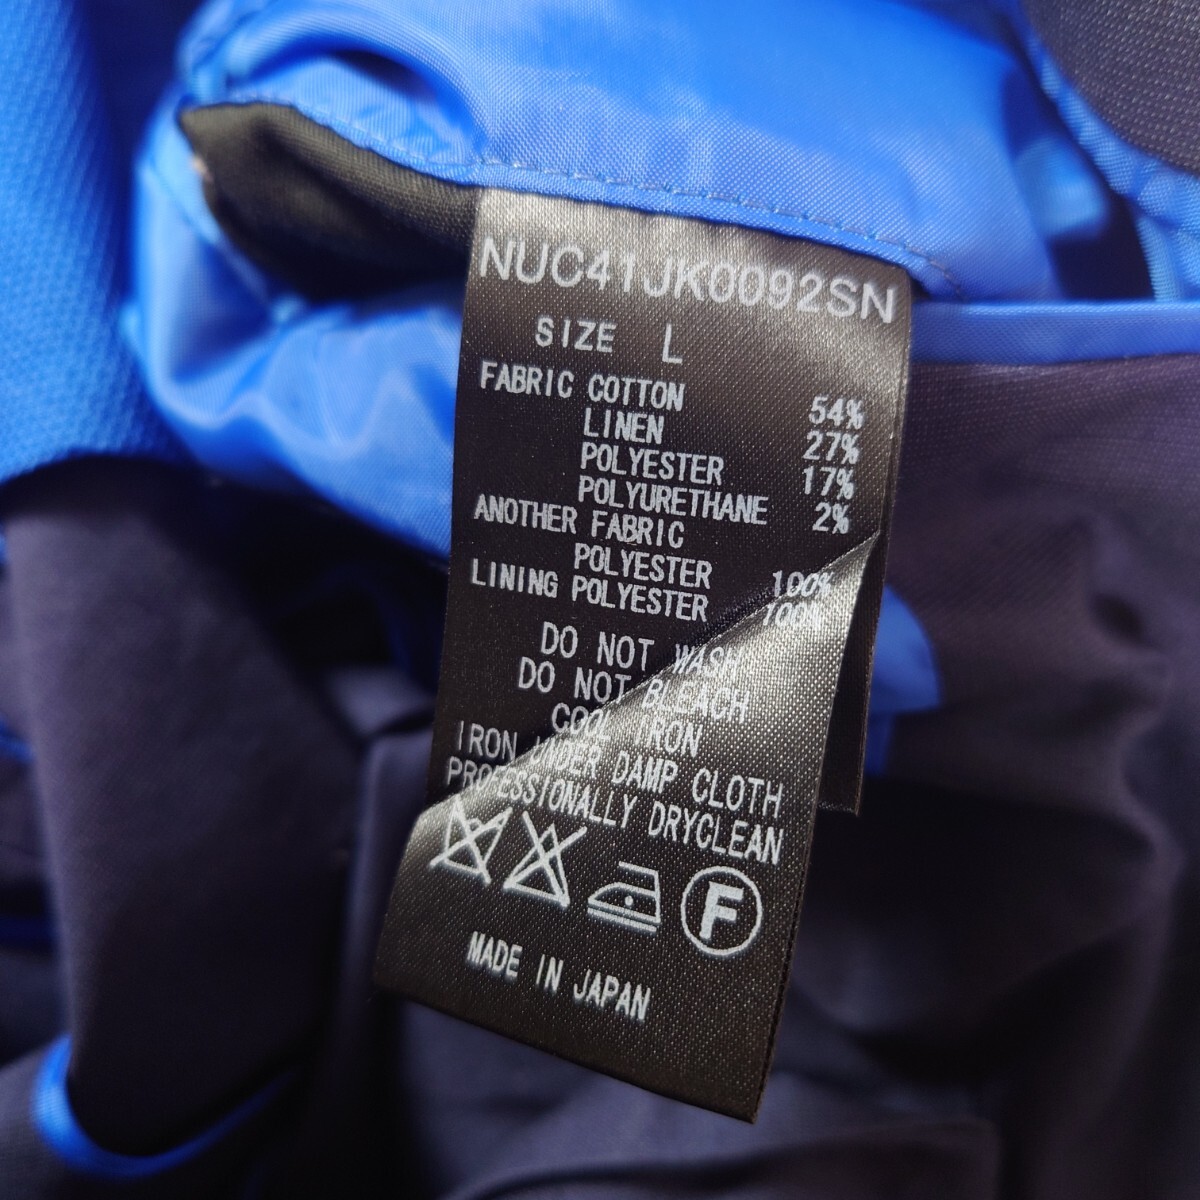 NUC41JK0092SN
SIZE L
FABRIC COTTON 54%
LINEN 27%
POLYESTER 17%
POLYURETHANE 2%
ANOTHER FABRIC
POLYESTER 100%
LINING POLYESTER 100%
DO NOT WASH
DO NOT BLEACH
COOL IRON
IRON UNDER DAMP CLOTH
PROFESSIONALLY DRYCLEAN
F
MADE IN JAPAN